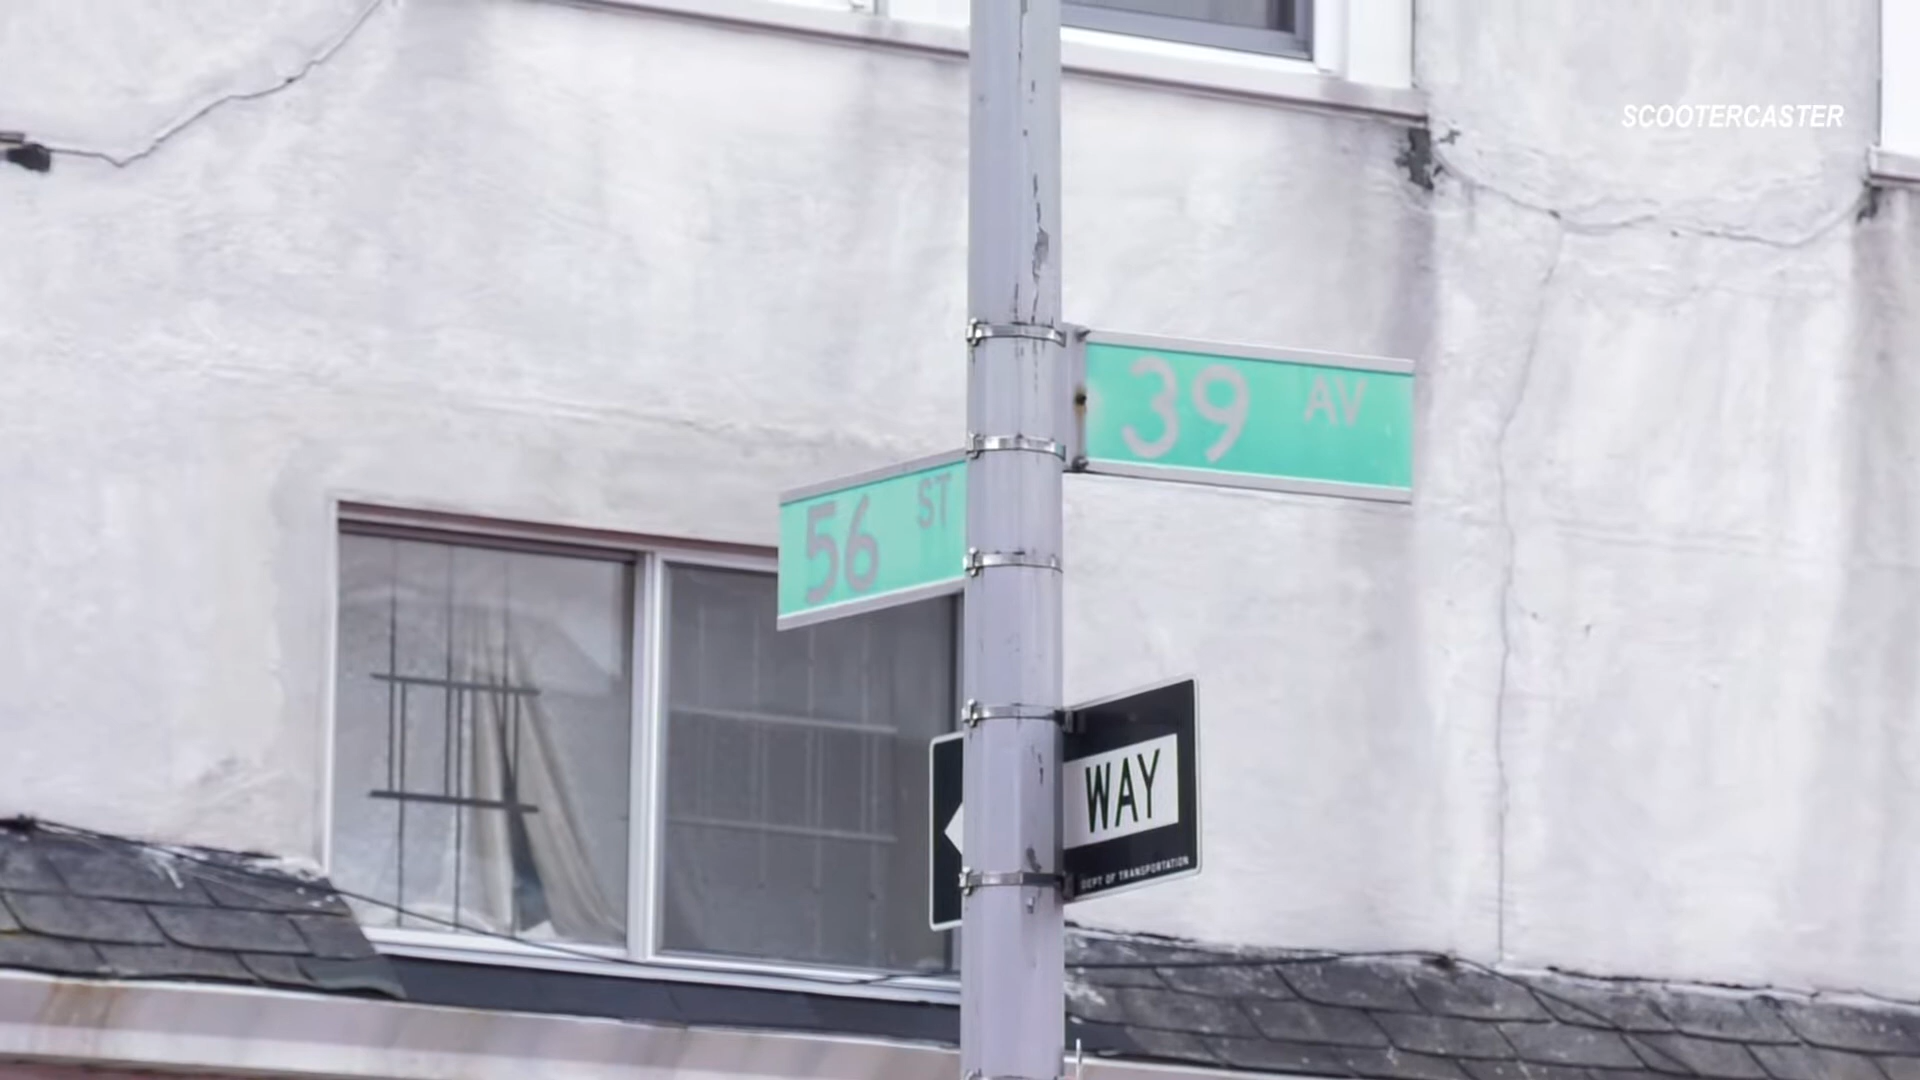 SCOOTERCASTER
39 AV
56 ST
WAY
DEPT OF TRANSPORTATION